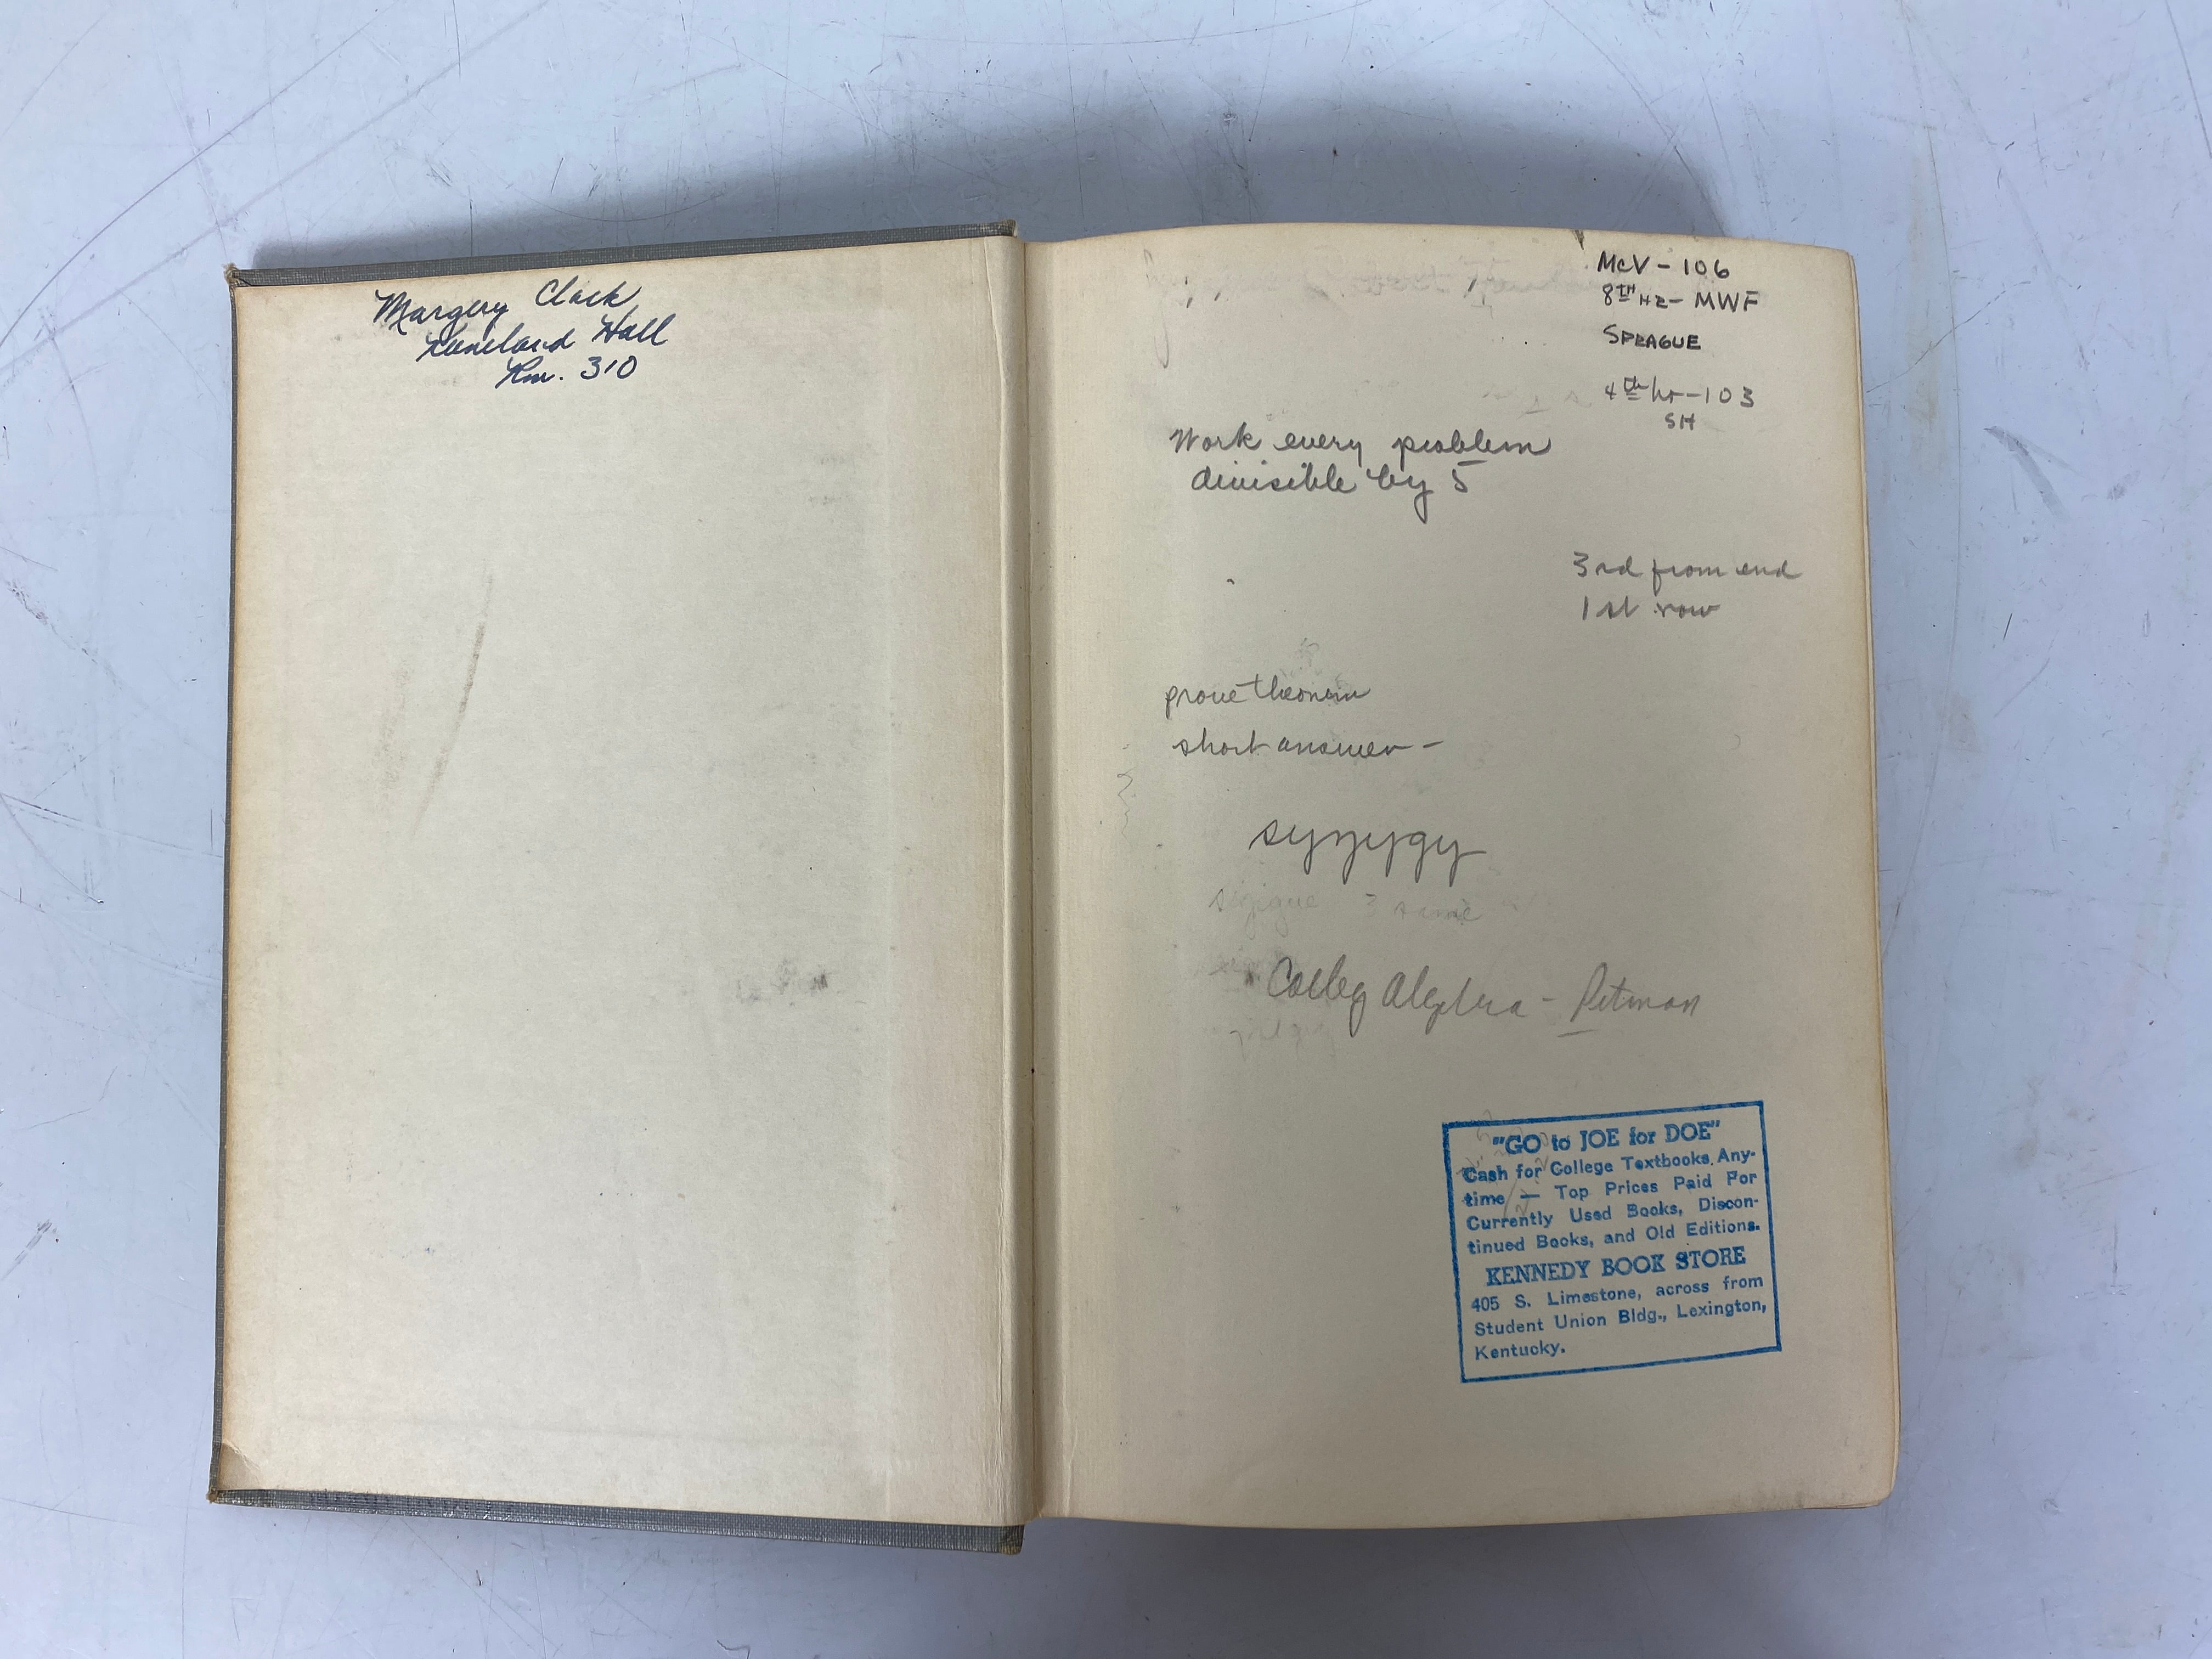 Margery Clark
Keeneland Hall
Rm. 310
McV - 106
8TH HR - MWF
SPRAGUE
4th hr - 103
SH
Work every problem
divisible by 5
3rd from end
1st row
prove theorem
short answer -
syzygy
same
Colleg Algebra - Pitman
"GO to JOE for DOE"
Cash for College Textbooks Any-
time — Top Prices Paid For
Currently Used Books, Discon-
tinued Books, and Old Editions.
KENNEDY BOOK STORE
405 S. Limestone, across from
Student Union Bldg., Lexington,
Kentucky.